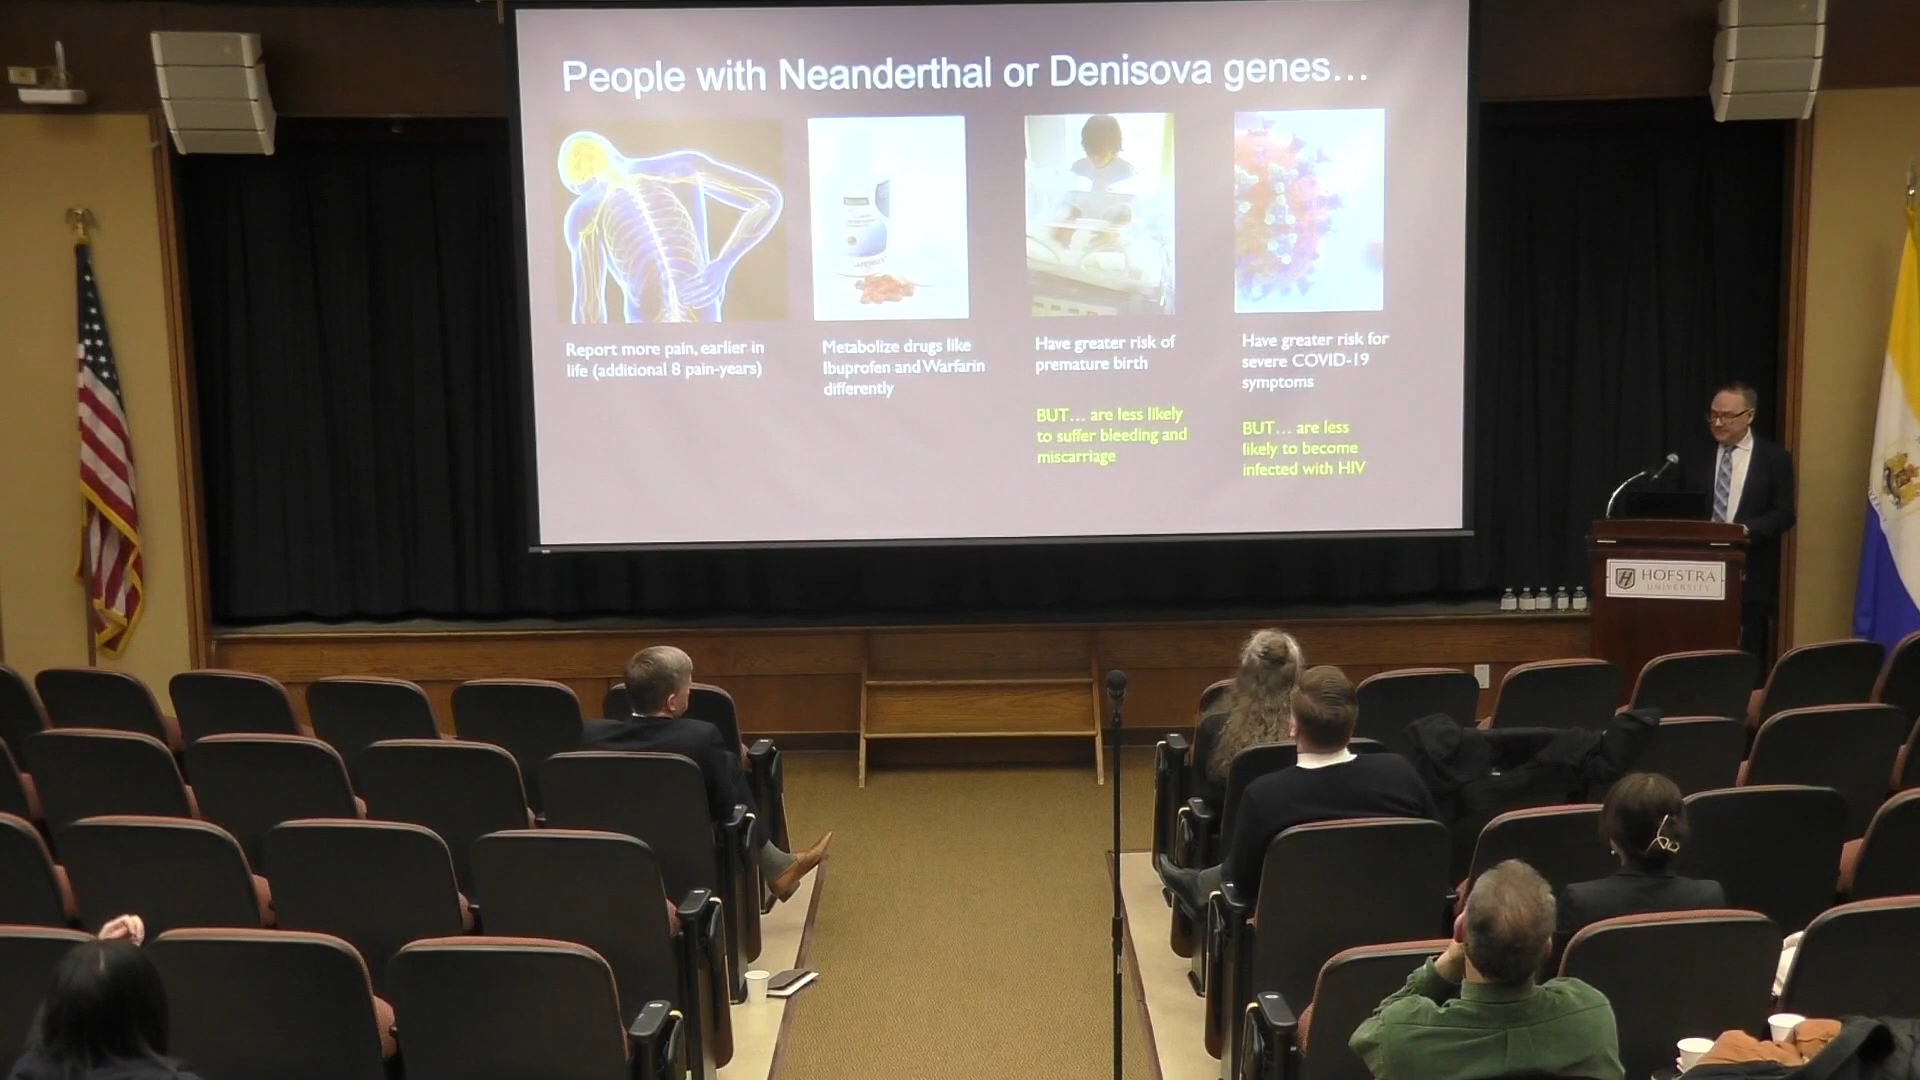 People with Neanderthal or Denisova genes...
Report more pain, earlier in
life (additional 8 pain-years)
Metabolize drugs like
Ibuprofen and Warfarin
differently
Have greater risk of
premature birth
BUT... are less likely
to suffer bleeding and
miscarriage
Have greater risk for
severe COVID-19
symptoms
BUT... are less
likely to become
infected with HIV
HOFSTRA
UNIVERSITY